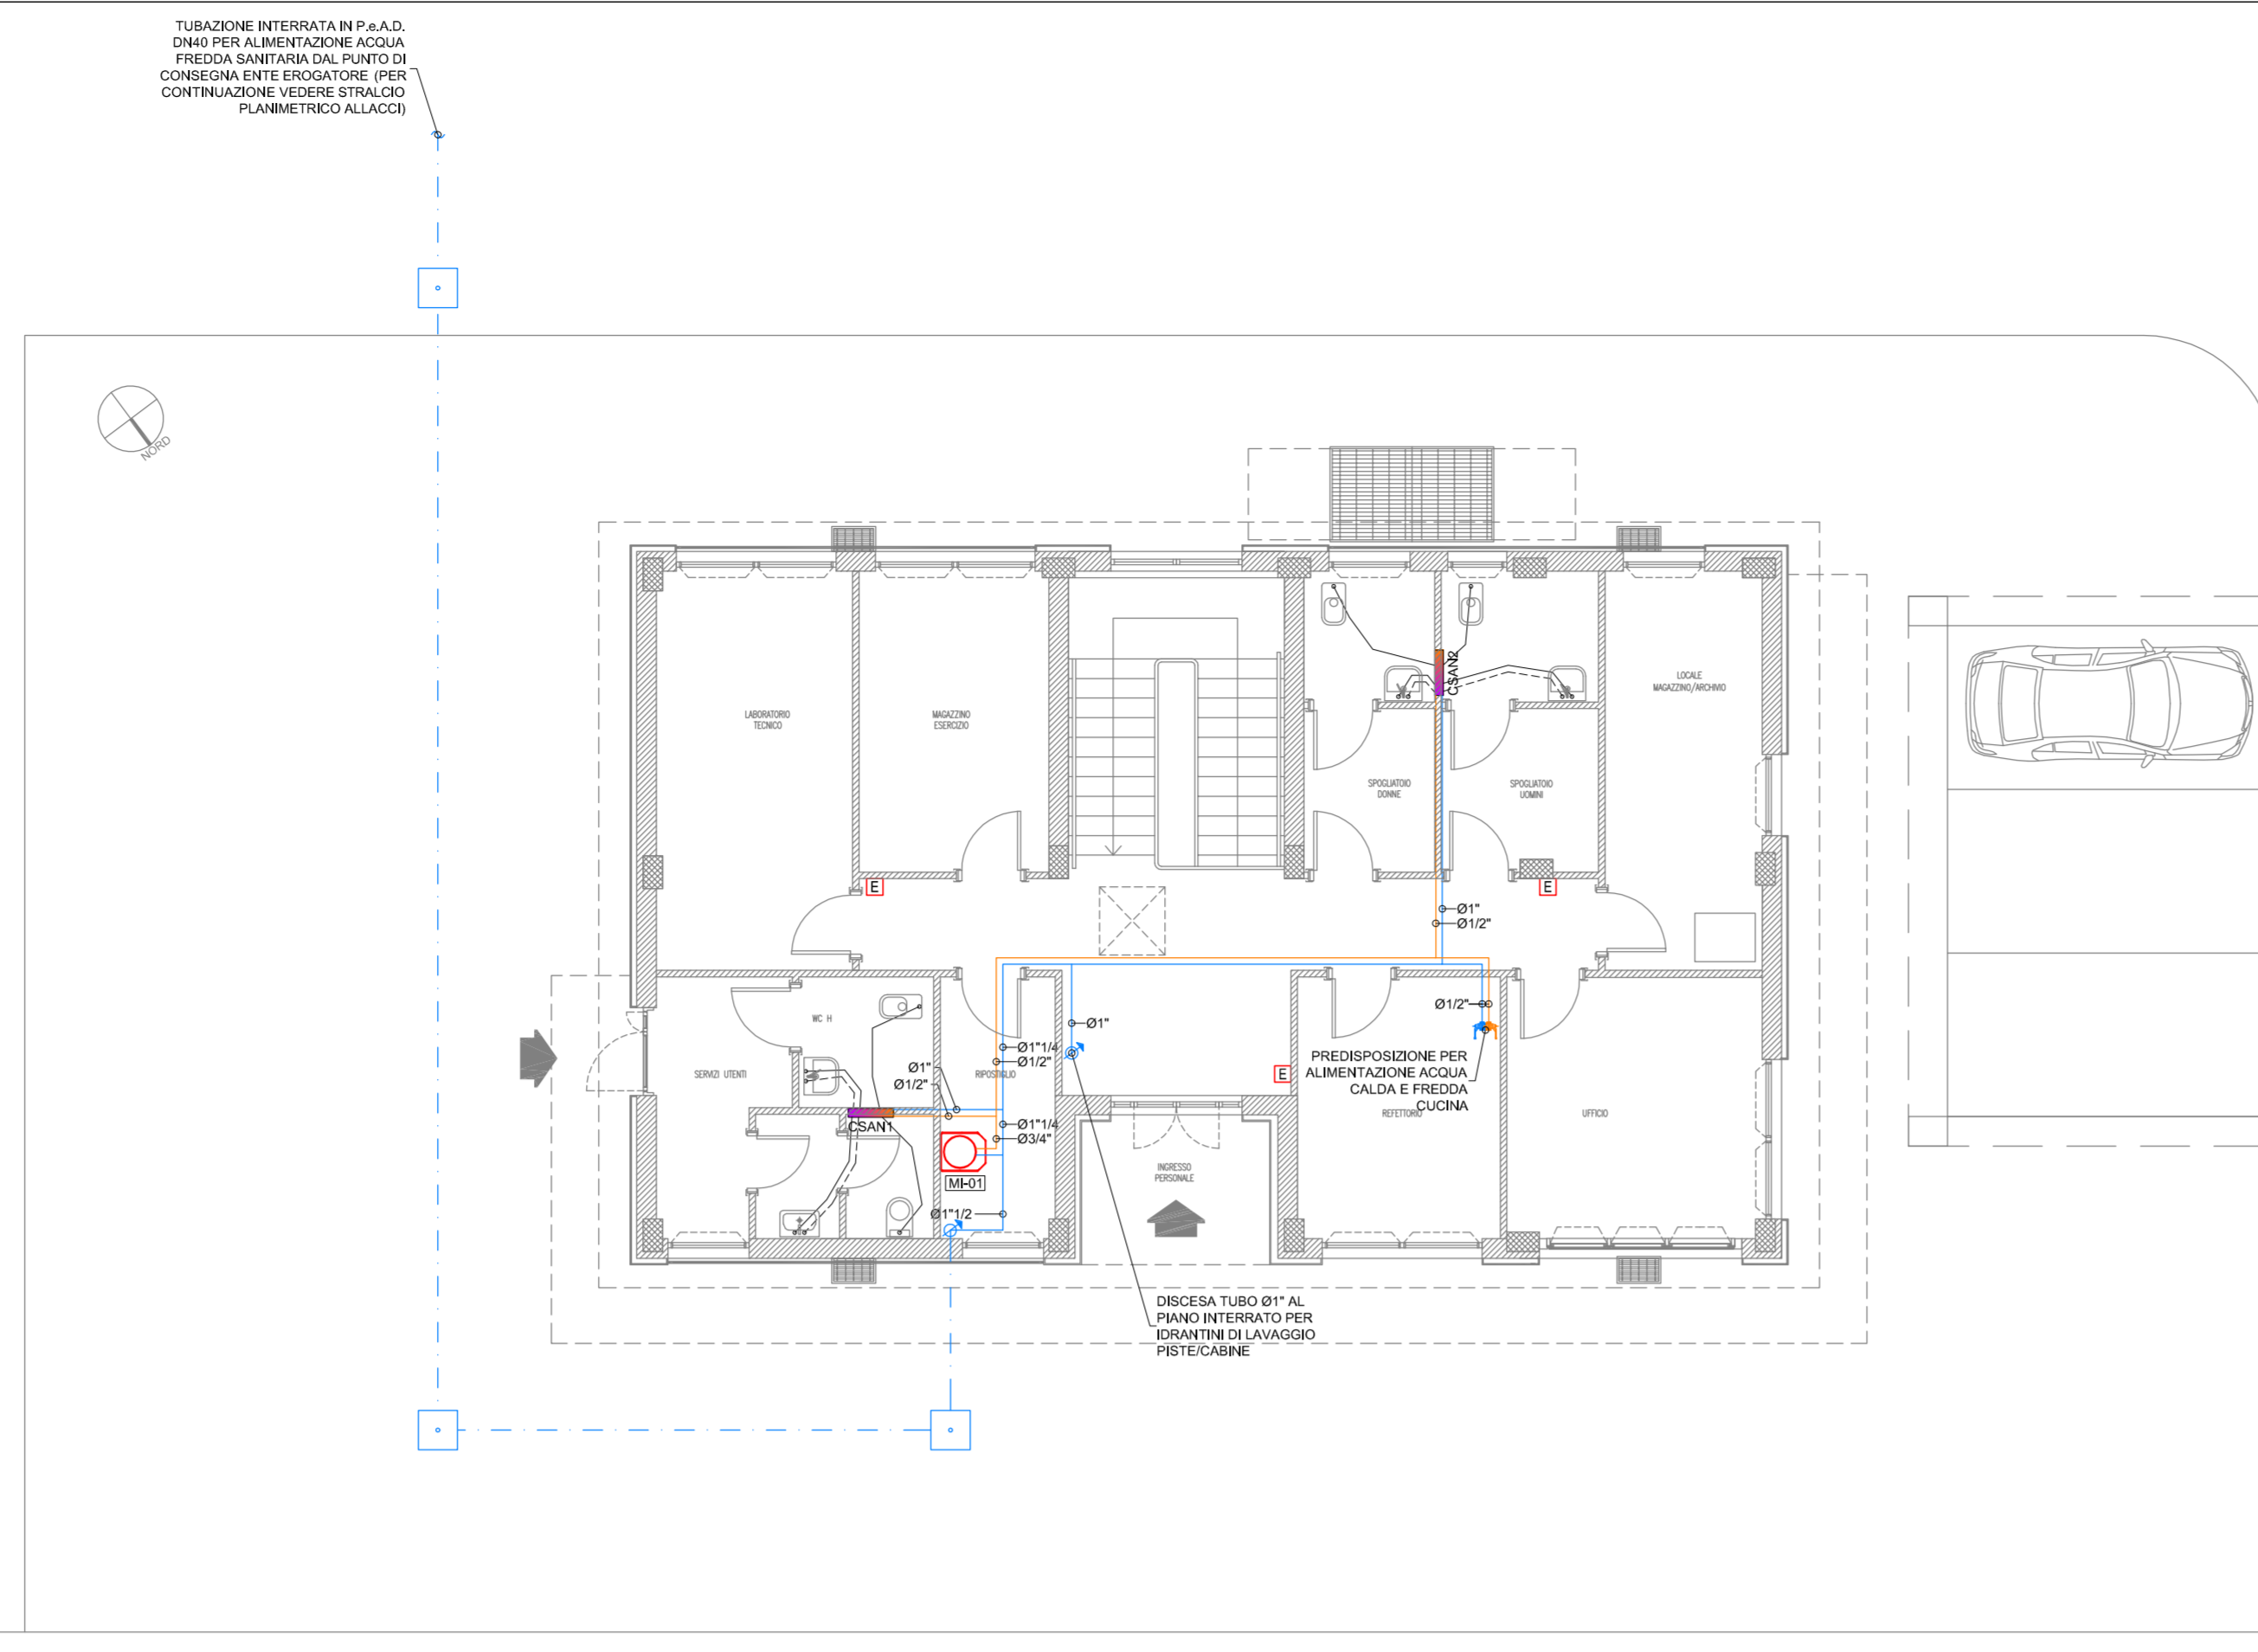 TUBAZIONE INTERRATA IN P.e.A.D.
DN40 PER ALIMENTAZIONE ACQUA
FREDDA SANITARIA DAL PUNTO DI
CONSEGNA ENTE EROGATORE (PER
CONTINUAZIONE VEDERE STRALCIO
PLANIMETRICO ALLACCI)
NORD
CSAN2
LOCALE
MAGAZZINO/ARCHIVIO
LABORATORIO
TECNICO
MAGAZZINO
ESERCIZIO
SPOGLIATOIO
DONNE
SPOGLIATOIO
UOMINI
E
E
Ø1"
Ø1/2"
Ø1/2"
WC H
Ø1"
Ø1"1/4
Ø1/2"
SERVIZI UTENTI
RIPOSTIGLIO
Ø1"
Ø1/2"
E
PREDISPOSIZIONE PER
ALIMENTAZIONE ACQUA
CALDA E FREDDA
CUCINA
REFETTORIO
UFFICIO
CSAN1
Ø1"1/4
Ø3/4"
MI-01
INGRESSO
PERSONALE
Ø1"1/2
DISCESA TUBO Ø1" AL
PIANO INTERRATO PER
IDRANTINI DI LAVAGGIO
PISTE/CABINE